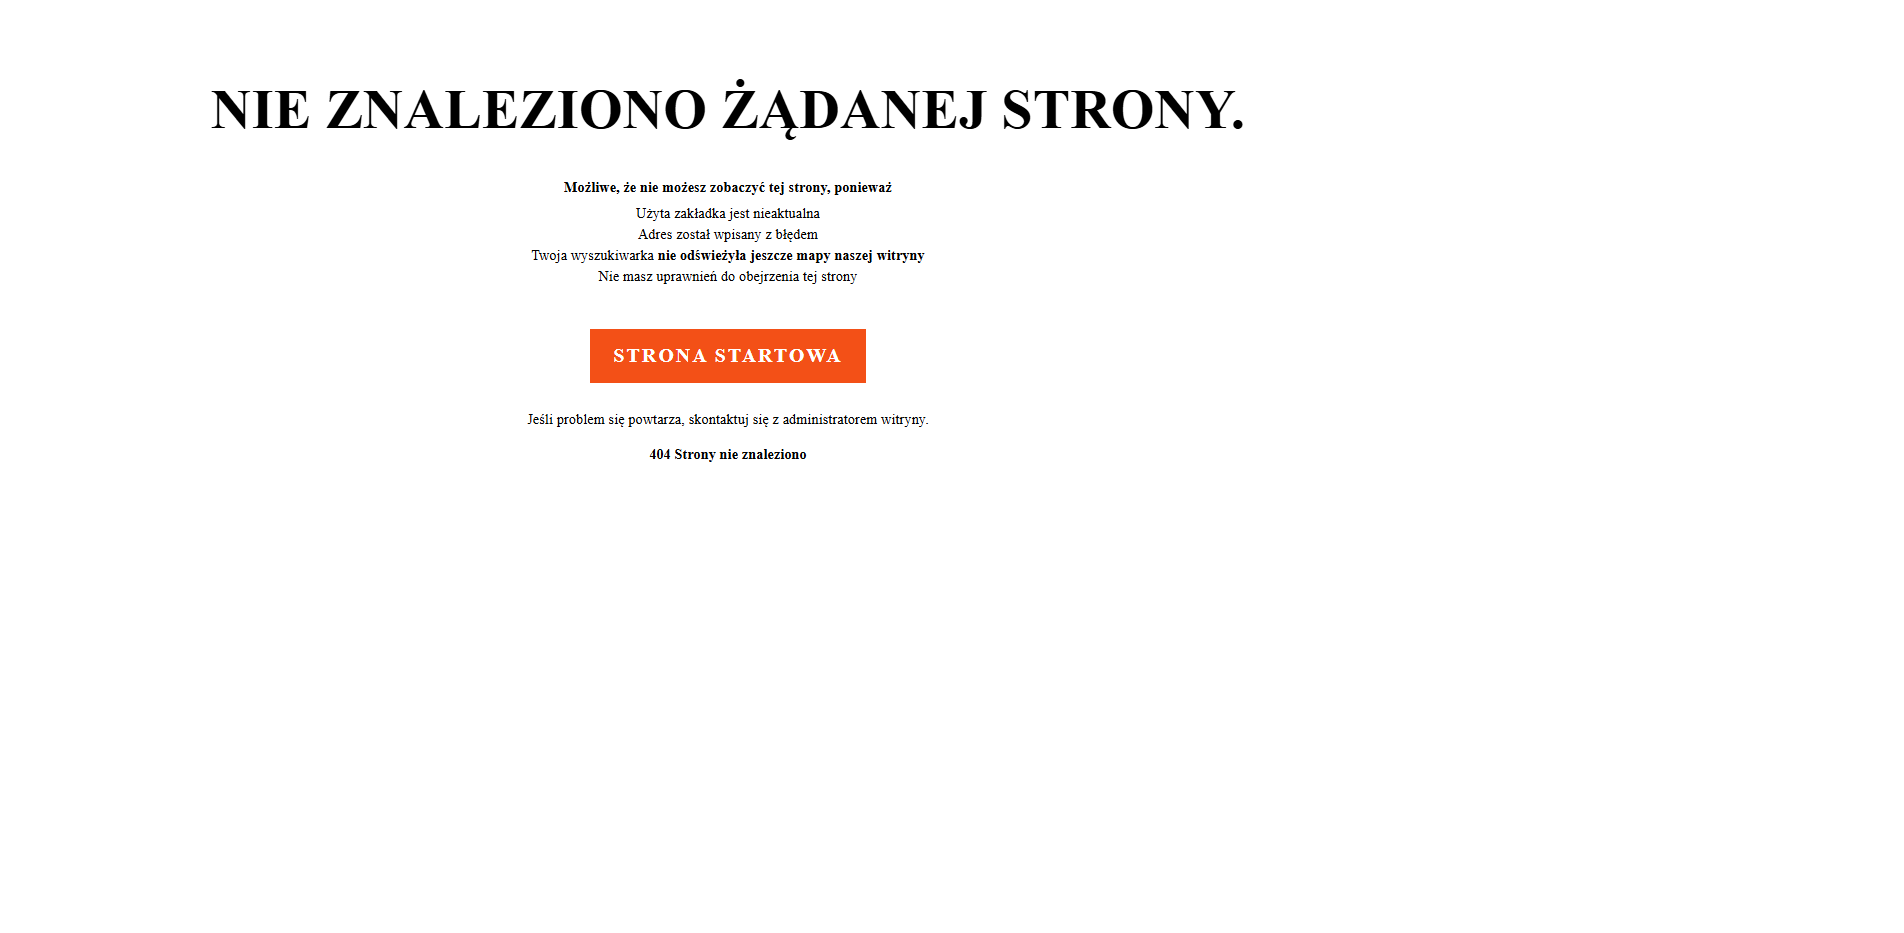 NIE ZNALEZIONO ŻĄDANEJ STRONY.
Możliwe, że nie możesz zobaczyć tej strony, ponieważ
Użyta zakładka jest nieaktualna
Adres został wpisany z błędem
Twoja wyszukiwarka nie odświeżyła jeszcze mapy naszej witryny
Nie masz uprawnień do obejrzenia tej strony
STRONA STARTOWA
Jeśli problem się powtarza, skontaktuj się z administratorem witryny.
404 Strony nie znaleziono